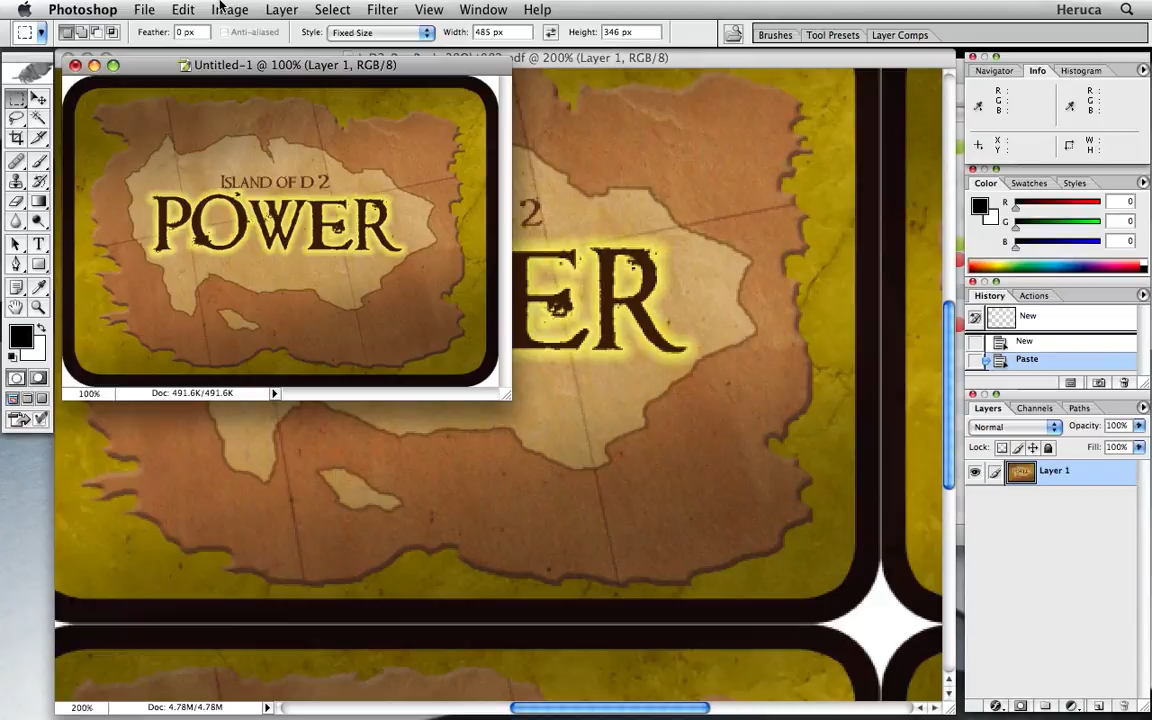 Photoshop File Edit Image Layer Select Filter View Window Help Heruca
Feather: 0 px Anti-aliased Style: Fixed Size Width: 485 px Height: 346 px Brushes Tool Presets Layer Comps
.pdf @ 200% (Layer 1, RGB/8)
Untitled-1 @ 100% (Layer 1, RGB/8)
ISLAND OF D 2
POWER
100% Doc: 491.6K/491.6K
2
ER
200% Doc: 4.78M/4.78M
Navigator Info Histogram
R :
G :
B :
R :
G :
B :
X :
Y :
W :
H :
Color Swatches Styles
R 0
G 0
B 0
History Actions
New
New
Paste
Layers Channels Paths
Normal Opacity: 100%
Lock: Fill: 100%
Layer 1